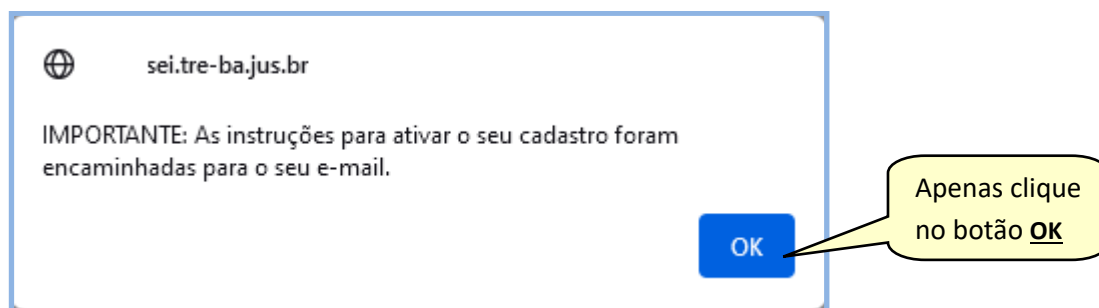 sei.tre-ba.jus.br
IMPORTANTE: As instruções para ativar o seu cadastro foram
encaminhadas para o seu e-mail.
OK
Apenas clique
no botão OK